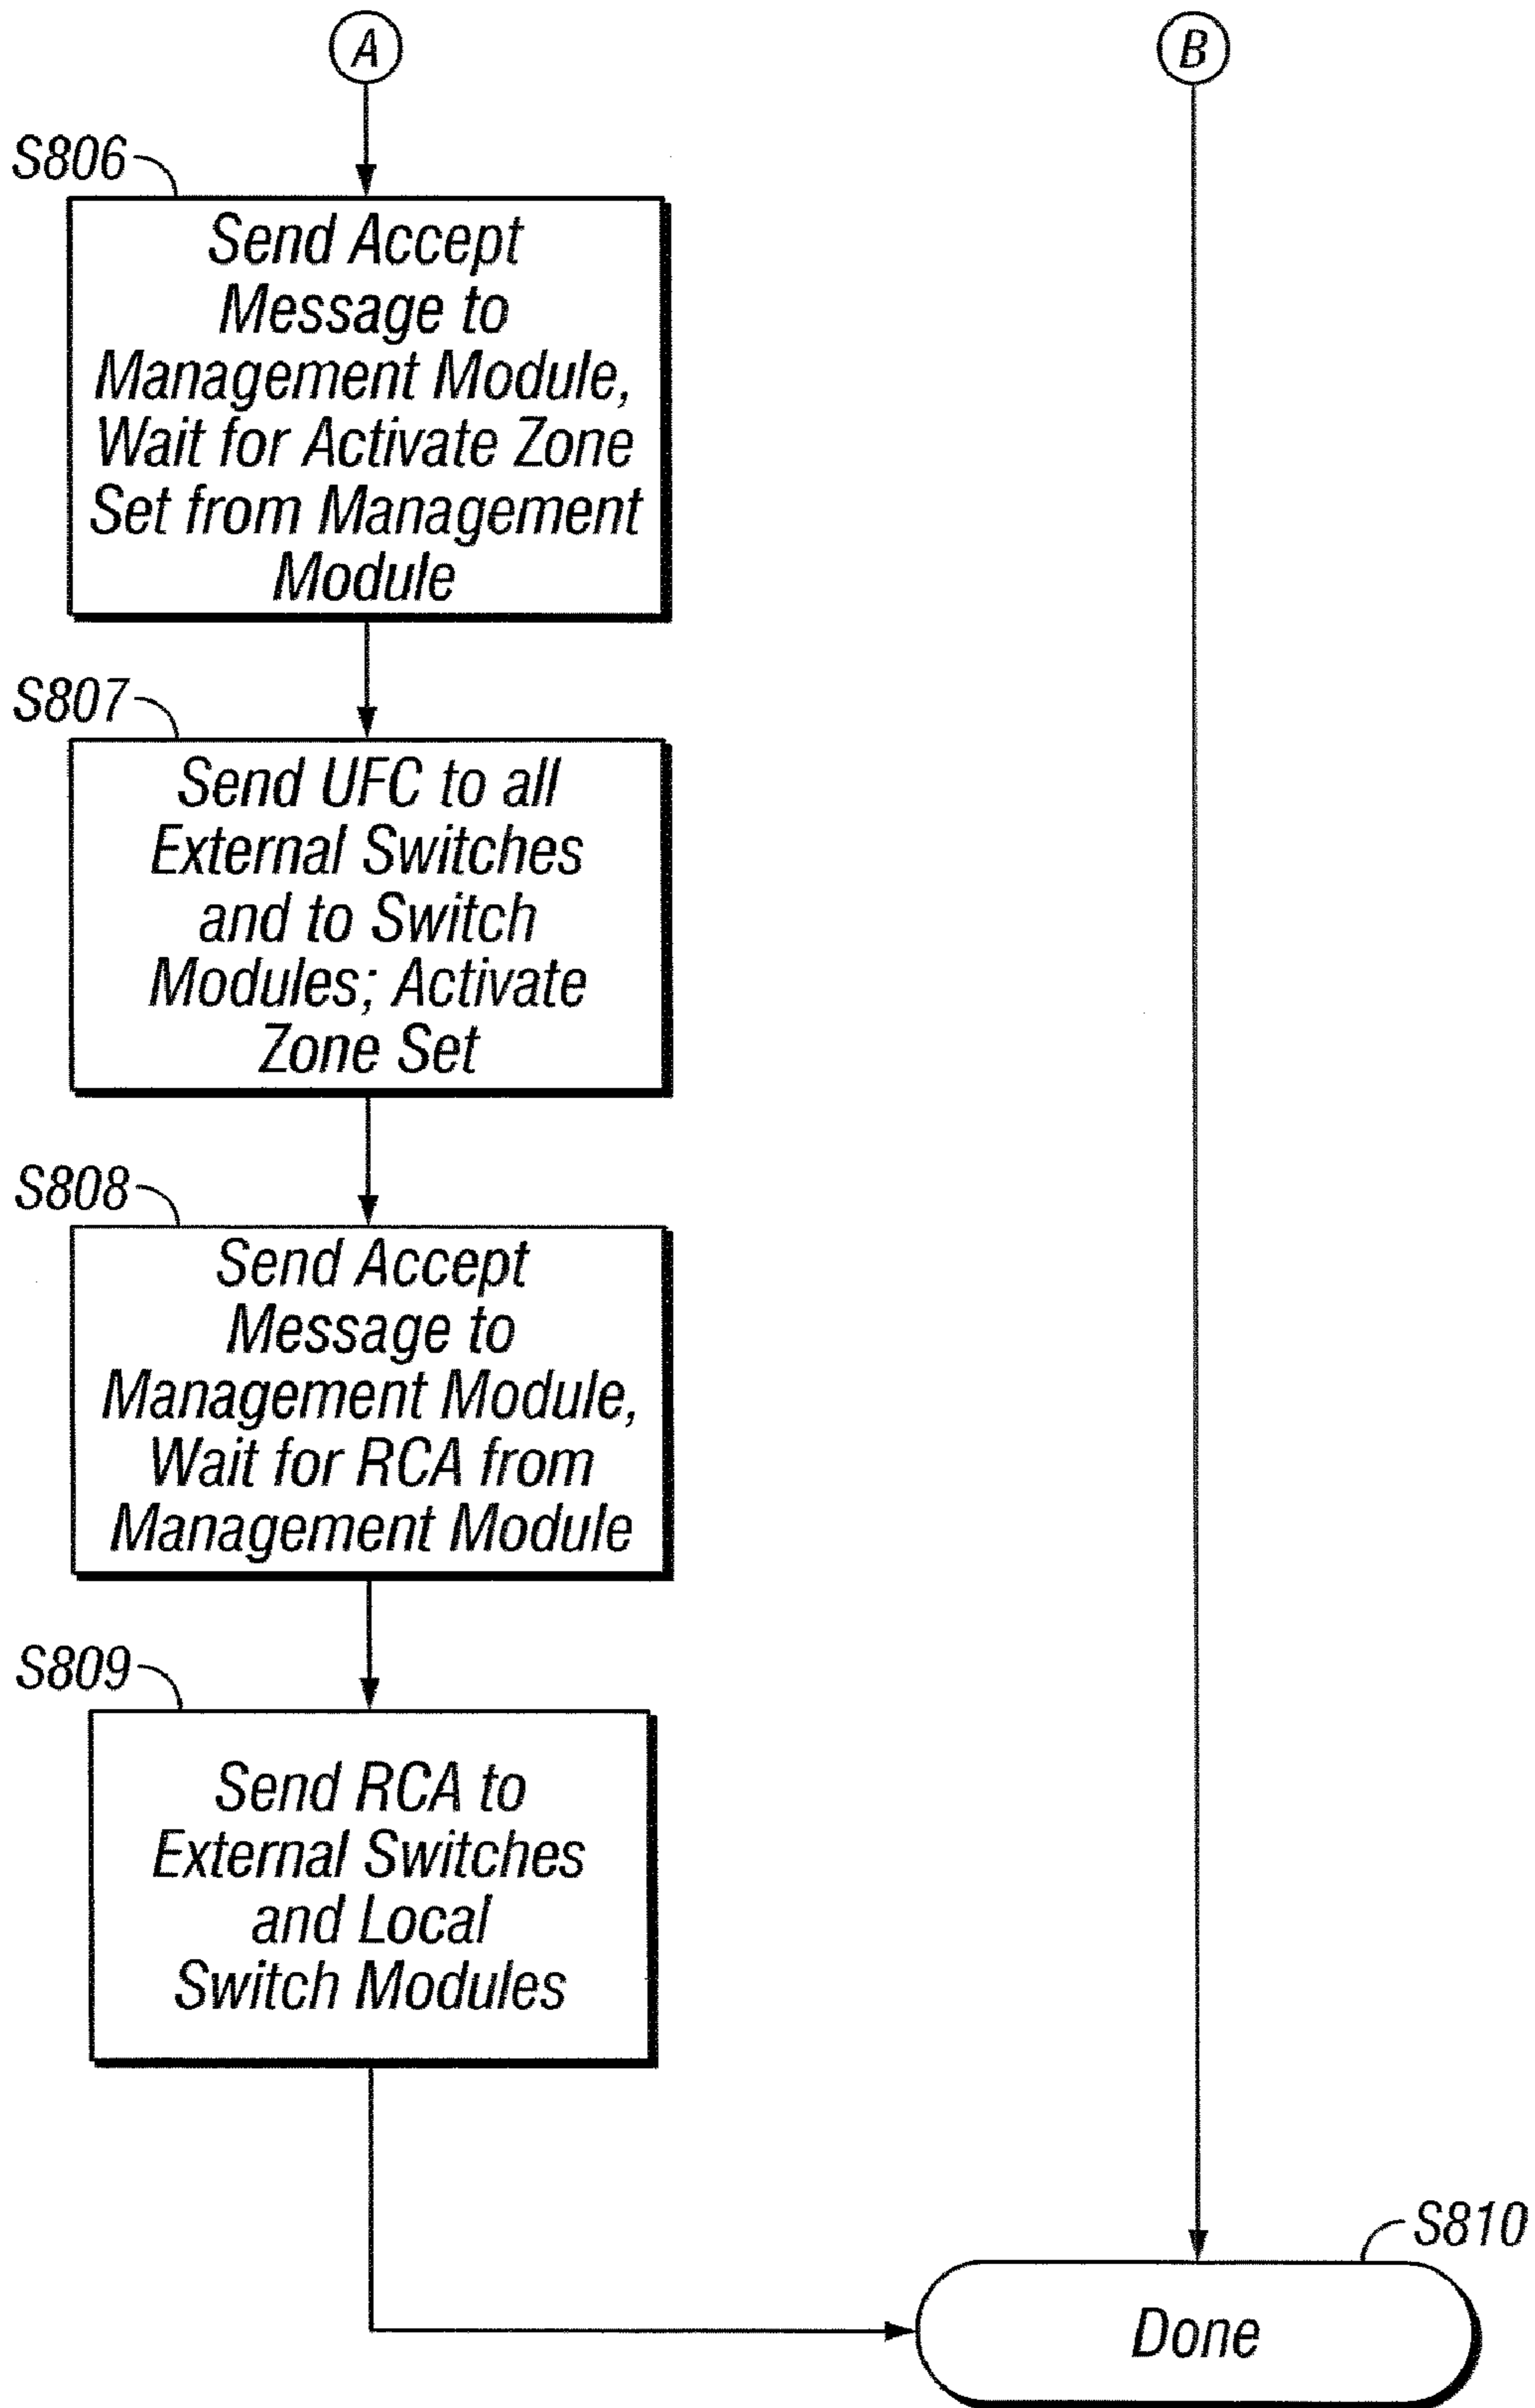 A
B
S806
Send Accept
Message to
Management Module,
Wait for Activate Zone
Set from Management
Module
S807
Send UFC to all
External Switches
and to Switch
Modules; Activate
Zone Set
S808
Send Accept
Message to
Management Module,
Wait for RCA from
Management Module
S809
Send RCA to
External Switches
and Local
Switch Modules
S810
Done